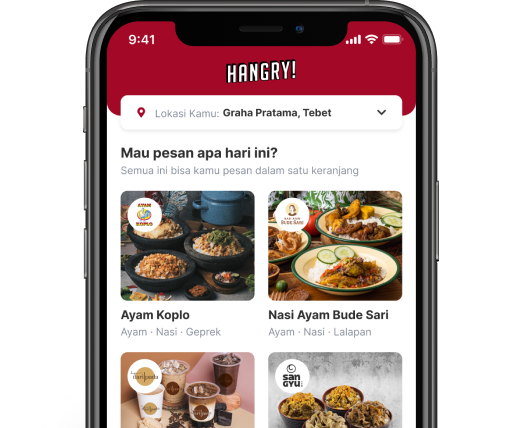 9:41
HANGRY!
Lokasi Kamu: Graha Pratama, Tebet
Mau pesan apa hari ini?
Semua ini bisa kamu pesan dalam satu keranjang
AYAM
KOPLO
NASI AYAM
BUDE SARI
Ayam Koplo
Nasi Ayam Bude Sari
Ayam · Nasi · Geprek
Ayam · Nasi · Lalapan
san
GYU